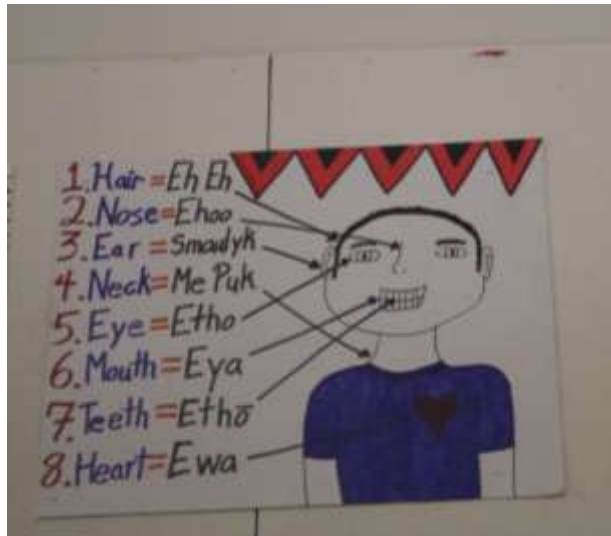 1. Hair = Eh Eh
2. Nose = Ehoo
3. Ear = Smaulyk
4. Neck = Me Puk
5. Eye = Etho
6. Mouth = Eya
7. Teeth = Ethō
8. Heart = Ewa